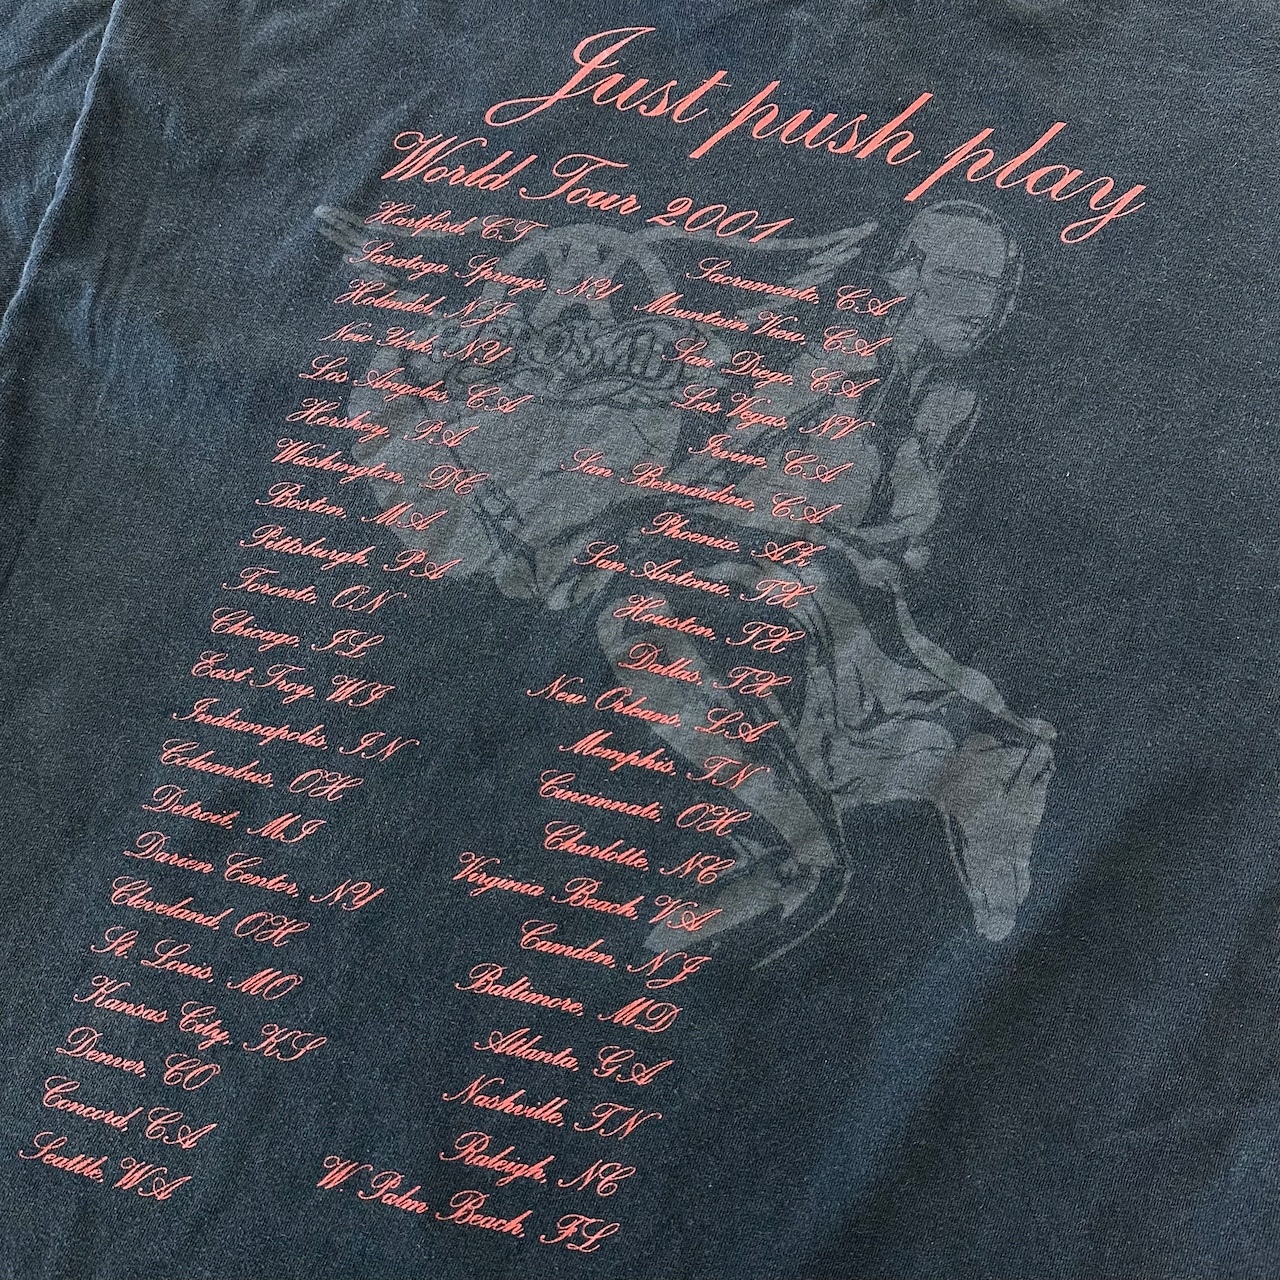 Just push play
World Tour 2001
Hartford, CT
Saratoga Springs, NY
Holmdel, NJ
New York, NY
Los Angeles, CA
Hershey, PA
Washington, DC
Boston, MA
Pittsburgh, PA
Toronto, ON
Chicago, IL
East Troy, WI
Indianapolis, IN
Columbus, OH
Detroit, MI
Darien Center, NY
Cleveland, OH
St. Louis, MO
Kansas City, KS
Denver, CO
Concord, CA
Seattle, WA
Sacramento, CA
Mountain View, CA
San Diego, CA
Las Vegas, NV
Irvine, CA
San Bernardino, CA
Phoenix, AZ
San Antonio, TX
Houston, TX
Dallas, TX
New Orleans, LA
Memphis, TN
Cincinnati, OH
Charlotte, NC
Virginia Beach, VA
Camden, NJ
Baltimore, MD
Atlanta, GA
Nashville, TN
Raleigh, NC
W. Palm Beach, FL